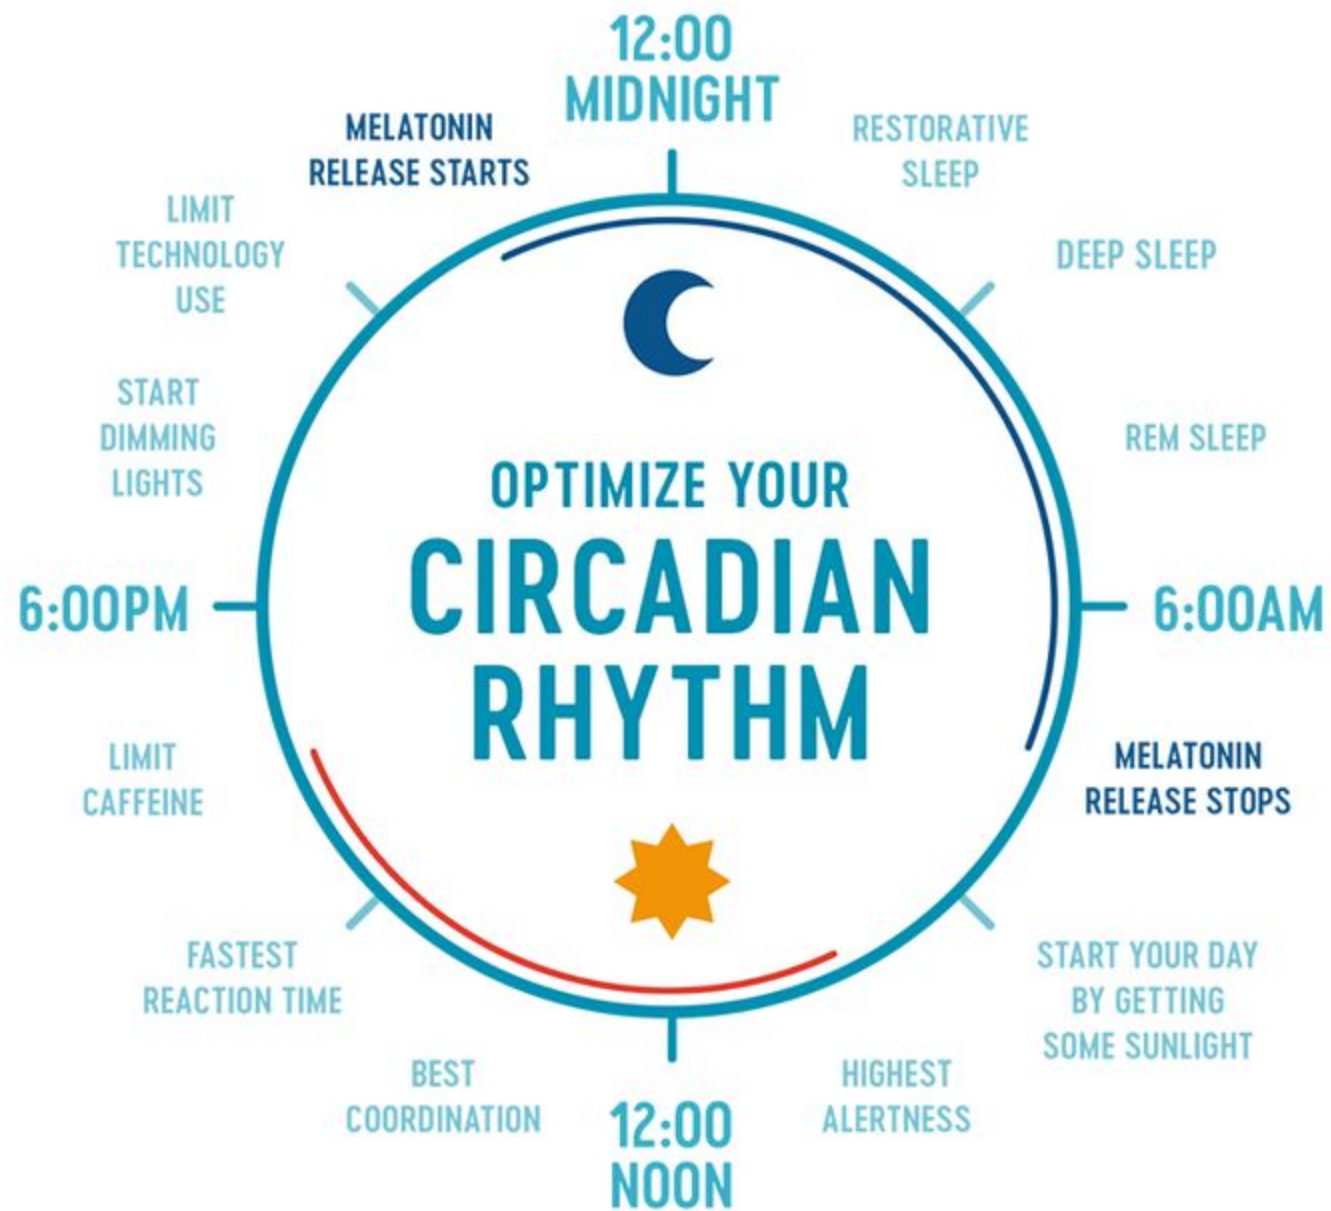 12:00
MIDNIGHT
MELATONIN
RELEASE STARTS
RESTORATIVE
SLEEP
LIMIT
TECHNOLOGY
USE
DEEP SLEEP
START
DIMMING
LIGHTS
REM SLEEP
OPTIMIZE YOUR
CIRCADIAN
RHYTHM
6:00PM
6:00AM
LIMIT
CAFFEINE
MELATONIN
RELEASE STOPS
FASTEST
REACTION TIME
START YOUR DAY
BY GETTING
SOME SUNLIGHT
BEST
COORDINATION
HIGHEST
ALERTNESS
12:00
NOON